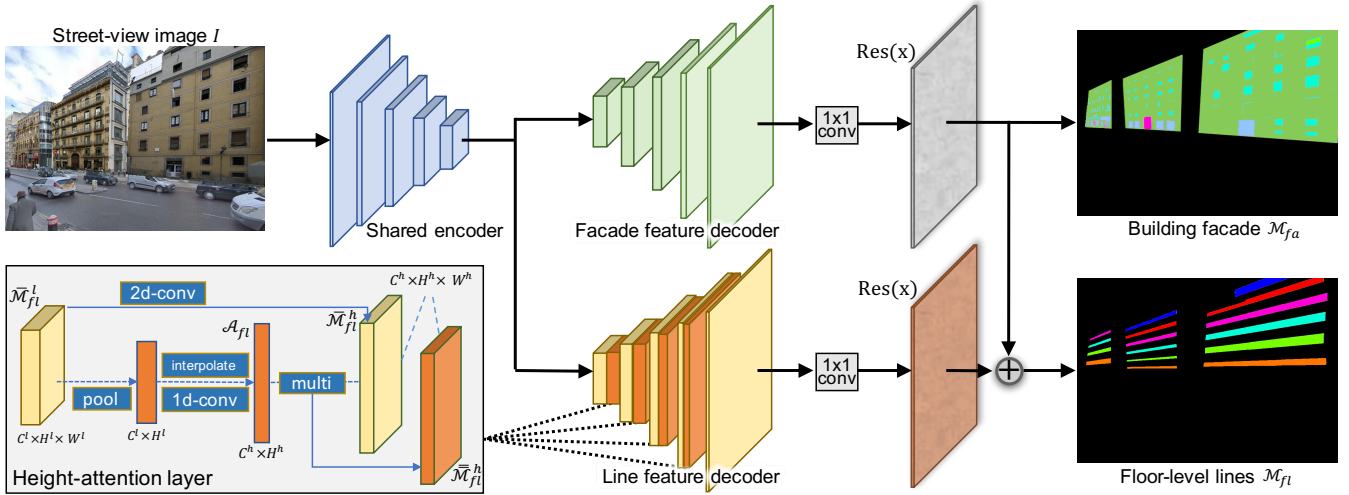 Street-view image I
Shared encoder
Facade feature decoder
1x1
conv
Res(x)
Building facade ℳ_fa
ℳ̄_fl^l
2d-conv
ℳ̄_fl^h
C^h×H^h× W^h
𝒜_fl
interpolate
pool
1d-conv
multi
C^l×H^l× W^l
C^l×H^l
C^h×H^h
ℳ̿_fl^h
Height-attention layer
Line feature decoder
1x1
conv
Res(x)
+
Floor-level lines ℳ_fl